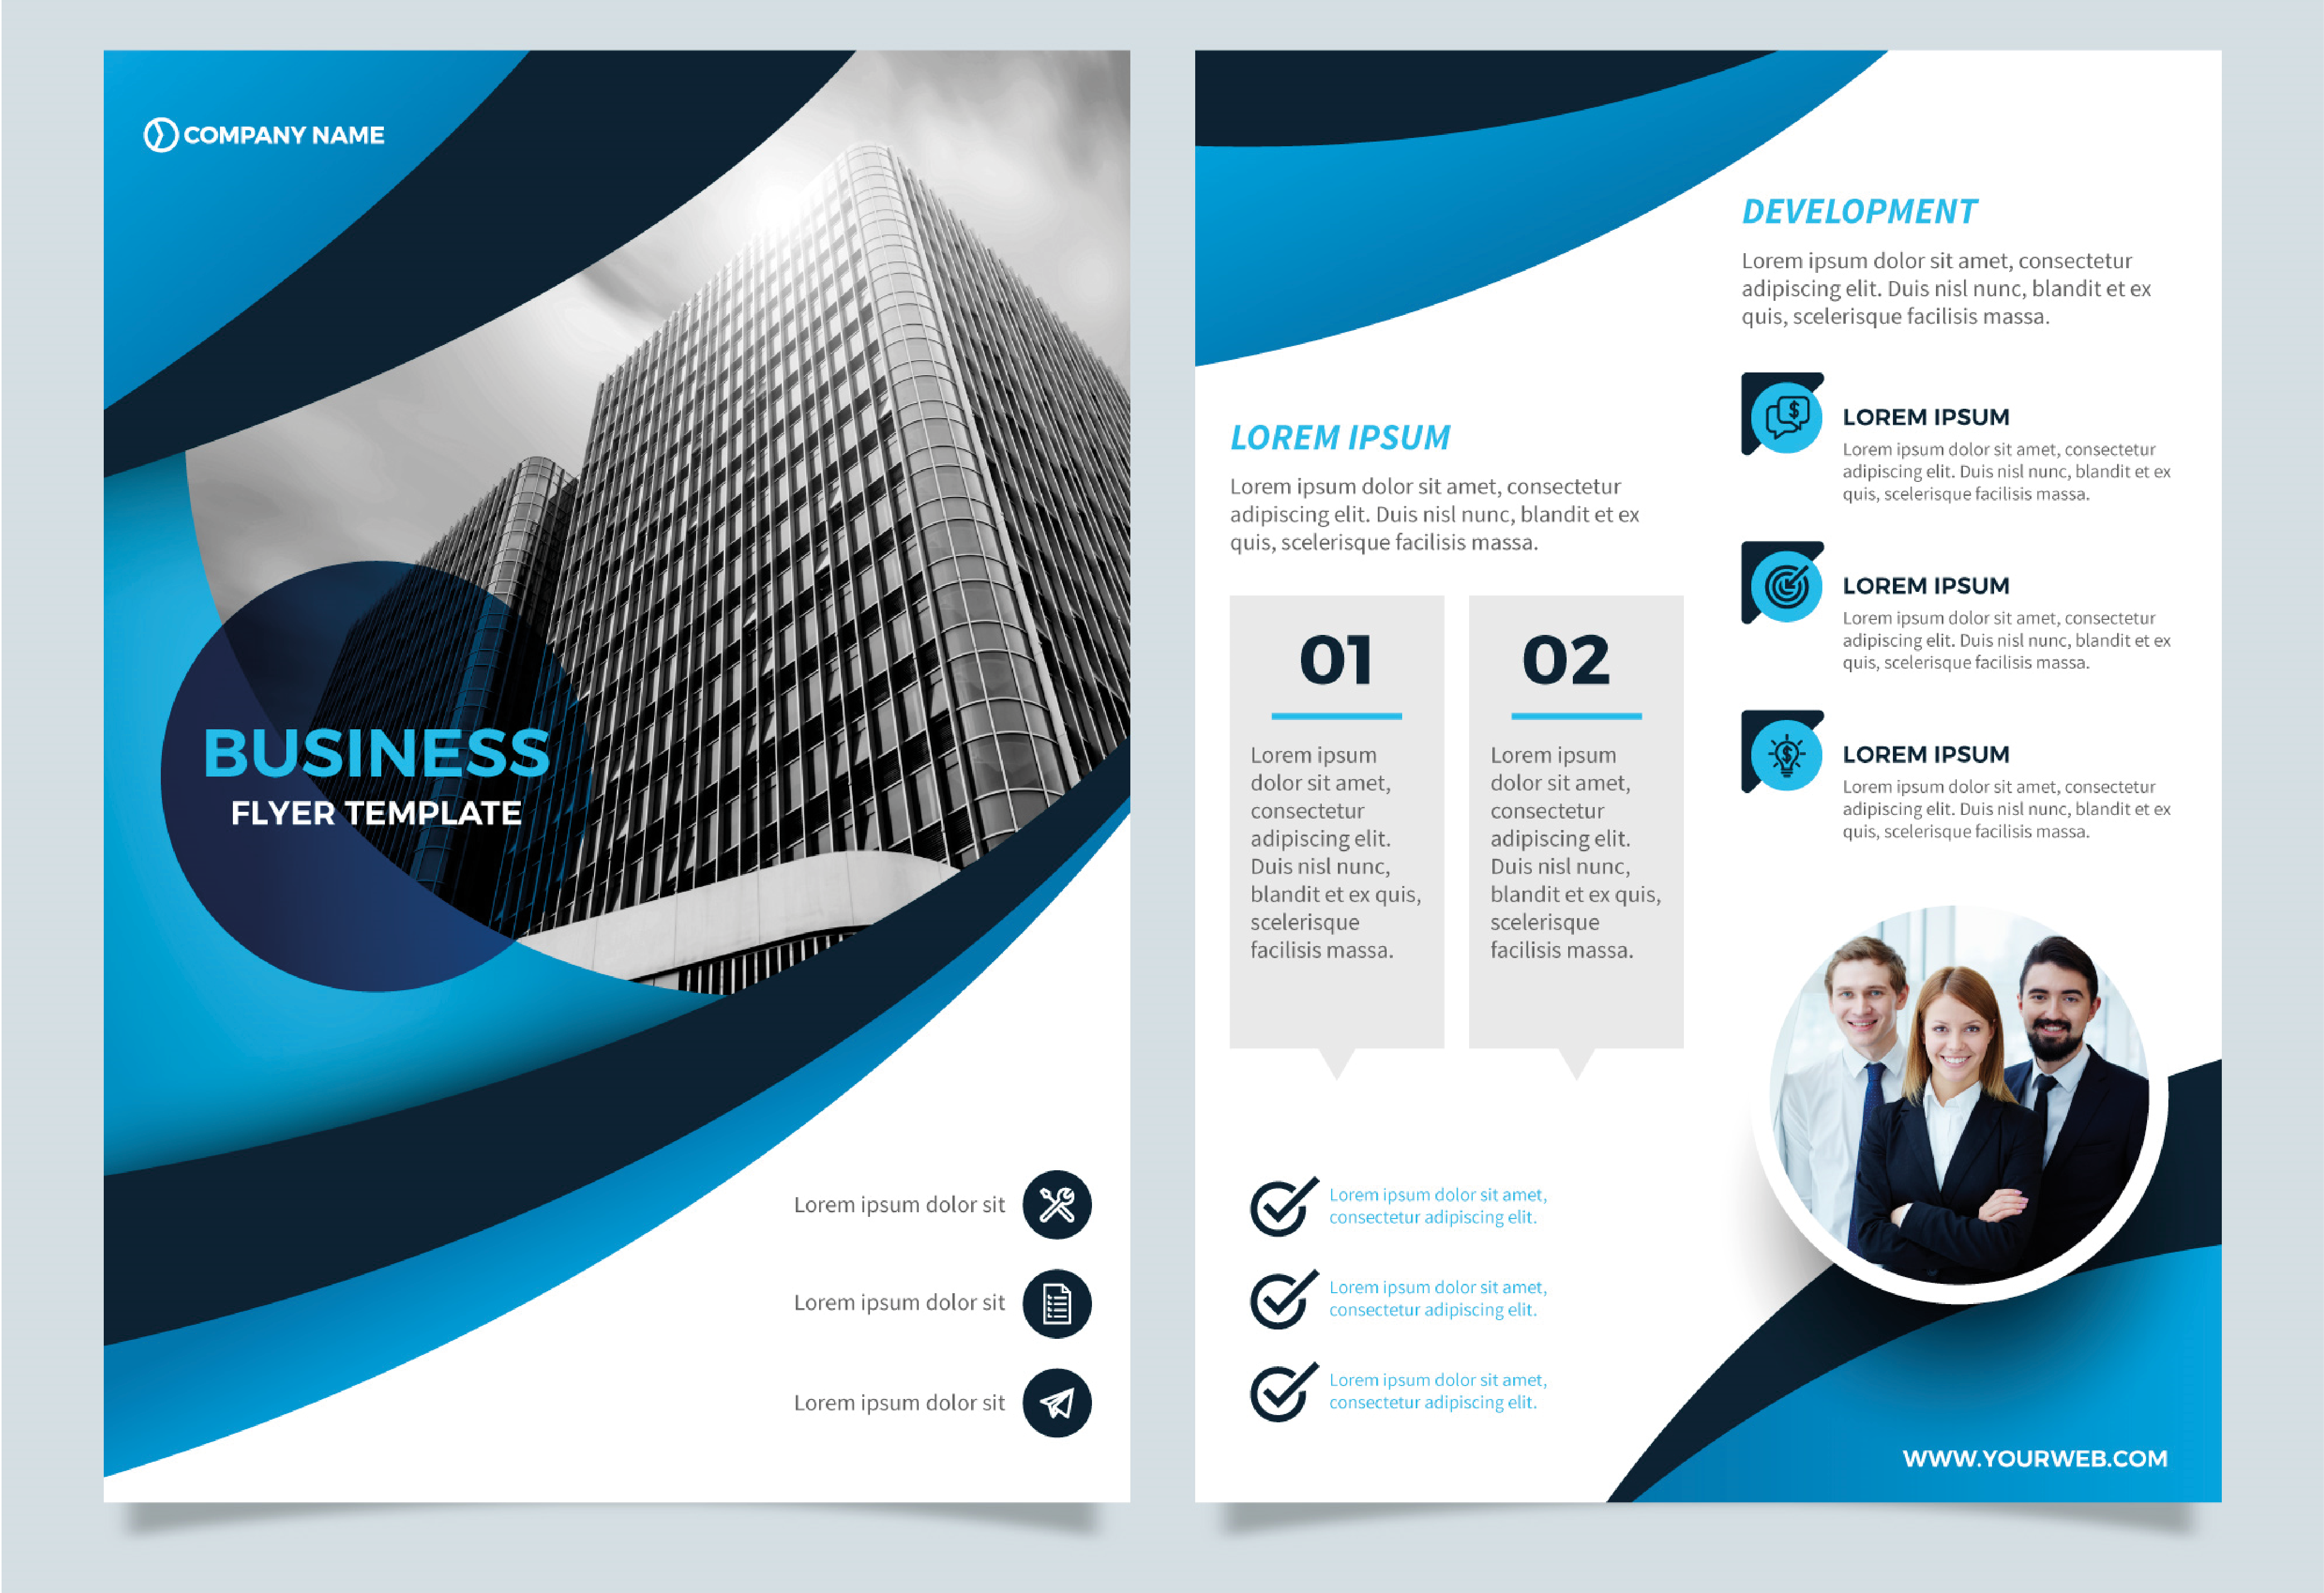 COMPANY NAME
BUSINESS
FLYER TEMPLATE
Lorem ipsum dolor sit
Lorem ipsum dolor sit
Lorem ipsum dolor sit
LOREM IPSUM
Lorem ipsum dolor sit amet, consectetur
adipiscing elit. Duis nisl nunc, blandit et ex
quis, scelerisque facilisis massa.
01
Lorem ipsum
dolor sit amet,
consectetur
adipiscing elit.
Duis nisl nunc,
blandit et ex quis,
scelerisque
facilisis massa.
02
Lorem ipsum
dolor sit amet,
consectetur
adipiscing elit.
Duis nisl nunc,
blandit et ex quis,
scelerisque
facilisis massa.
Lorem ipsum dolor sit amet,
consectetur adipiscing elit.
Lorem ipsum dolor sit amet,
consectetur adipiscing elit.
Lorem ipsum dolor sit amet,
consectetur adipiscing elit.
DEVELOPMENT
Lorem ipsum dolor sit amet, consectetur
adipiscing elit. Duis nisl nunc, blandit et ex
quis, scelerisque facilisis massa.
$
LOREM IPSUM
Lorem ipsum dolor sit amet, consectetur
adipiscing elit. Duis nisl nunc, blandit et ex
quis, scelerisque facilisis massa.
LOREM IPSUM
Lorem ipsum dolor sit amet, consectetur
adipiscing elit. Duis nisl nunc, blandit et ex
quis, scelerisque facilisis massa.
$
LOREM IPSUM
Lorem ipsum dolor sit amet, consectetur
adipiscing elit. Duis nisl nunc, blandit et ex
quis, scelerisque facilisis massa.
WWW.YOURWEB.COM